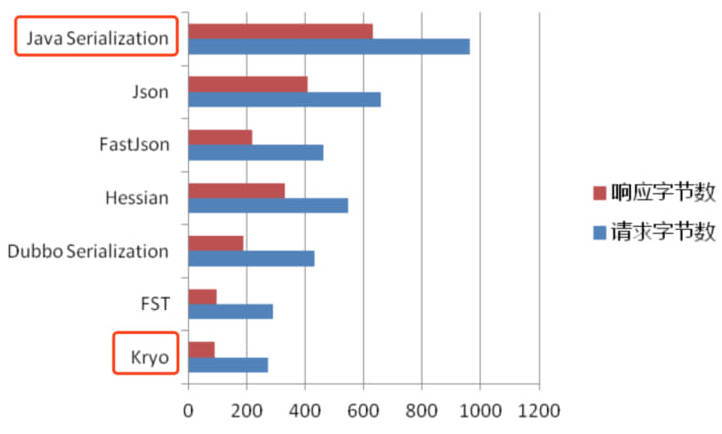 Java Serialization
Json
FastJson
Hessian
Dubbo Serialization
FST
Kryo
0 200 400 600 800 1000 1200
响应字节数
请求字节数